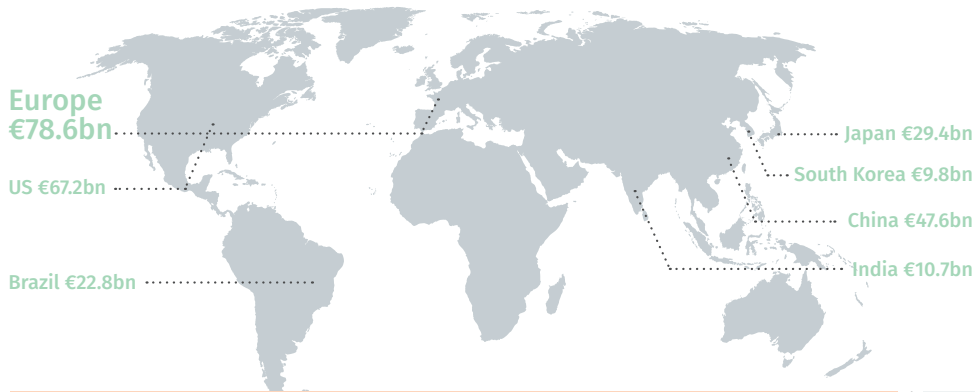 Europe
€78.6bn
US €67.2bn
Brazil €22.8bn
Japan €29.4bn
South Korea €9.8bn
China €47.6bn
India €10.7bn